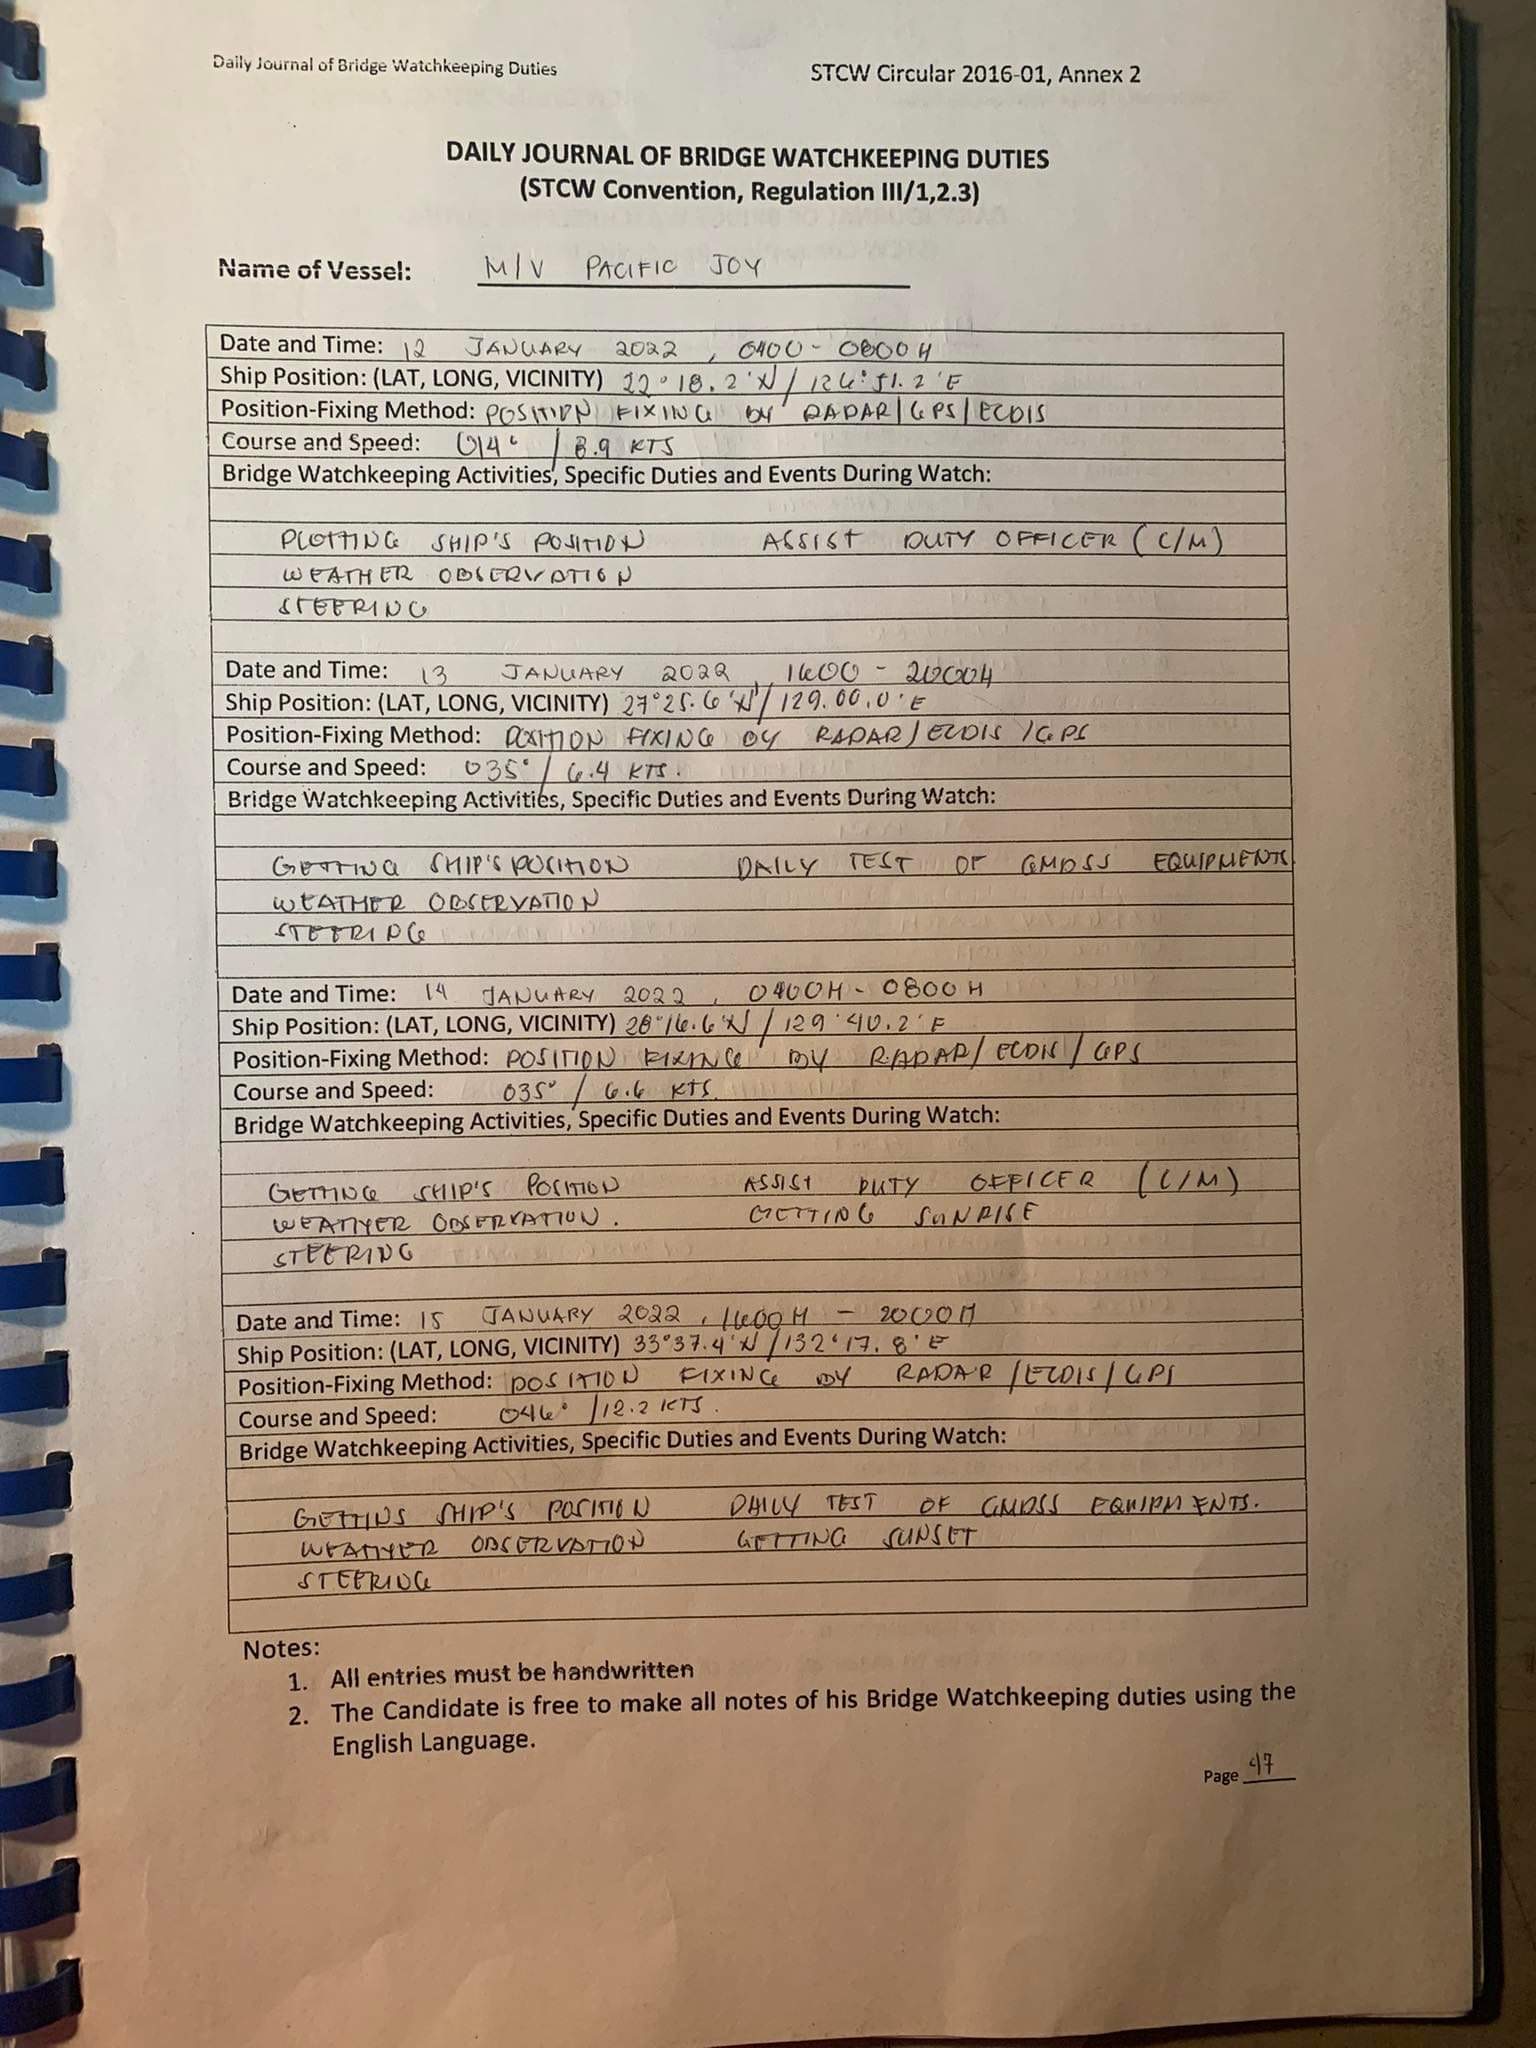 Daily Journal of Bridge Watchkeeping Duties
STCW Circular 2016-01, Annex 2
DAILY JOURNAL OF BRIDGE WATCHKEEPING DUTIES
(STCW Convention, Regulation III/1,2.3)
Name of Vessel: M/V PACIFIC JOY
Date and Time: 12 JANUARY 2022, 0400 - 0800H
Ship Position: (LAT, LONG, VICINITY) 22° 18.2'N / 126° 51.2'E
Position-Fixing Method: POSITION FIXING BY RADAR/GPS/ECDIS
Course and Speed: 014° / 8.9 KTS
Bridge Watchkeeping Activities, Specific Duties and Events During Watch:
PLOTTING SHIP'S POSITION ASSIST DUTY OFFICER (C/M)
WEATHER OBSERVATION
STEERING
Date and Time: 13 JANUARY 2022, 1600 - 2000H
Ship Position: (LAT, LONG, VICINITY) 27°25.6'N / 129.00.0'E
Position-Fixing Method: POSITION FIXING BY RADAR/ECDIS/GPS
Course and Speed: 035° / 6.4 KTS.
Bridge Watchkeeping Activities, Specific Duties and Events During Watch:
GETTING SHIP'S POSITION DAILY TEST OF GMDSS EQUIPMENTS
WEATHER OBSERVATION
STEERING
Date and Time: 14 JANUARY 2022, 0400H - 0800H
Ship Position: (LAT, LONG, VICINITY) 28°16.6'N / 129°40.2'E
Position-Fixing Method: POSITION FIXING BY RADAR/ECDIS/GPS
Course and Speed: 035° / 6.6 KTS.
Bridge Watchkeeping Activities, Specific Duties and Events During Watch:
GETTING SHIP'S POSITION ASSIST DUTY OFFICER (C/M)
WEATHER OBSERVATION. GETTING SUNRISE
STEERING
Date and Time: 15 JANUARY 2022, 1600H - 2000H
Ship Position: (LAT, LONG, VICINITY) 33°37.4'N / 132°17.8'E
Position-Fixing Method: POSITION FIXING BY RADAR/ECDIS/GPS
Course and Speed: 046° / 12.2 KTS.
Bridge Watchkeeping Activities, Specific Duties and Events During Watch:
GETTING SHIP'S POSITION DAILY TEST OF GMDSS EQUIPMENTS.
WEATHER OBSERVATION GETTING SUNSET
STEERING
Notes:
1. All entries must be handwritten
2. The Candidate is free to make all notes of his Bridge Watchkeeping duties using the
English Language.
Page 47